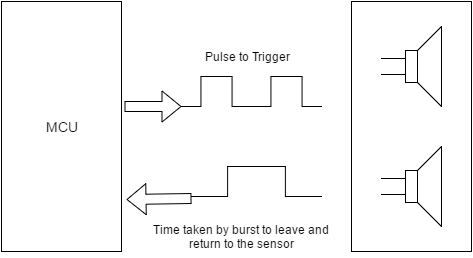 Pulse to Trigger
MCU
Time taken by burst to leave and
return to the sensor